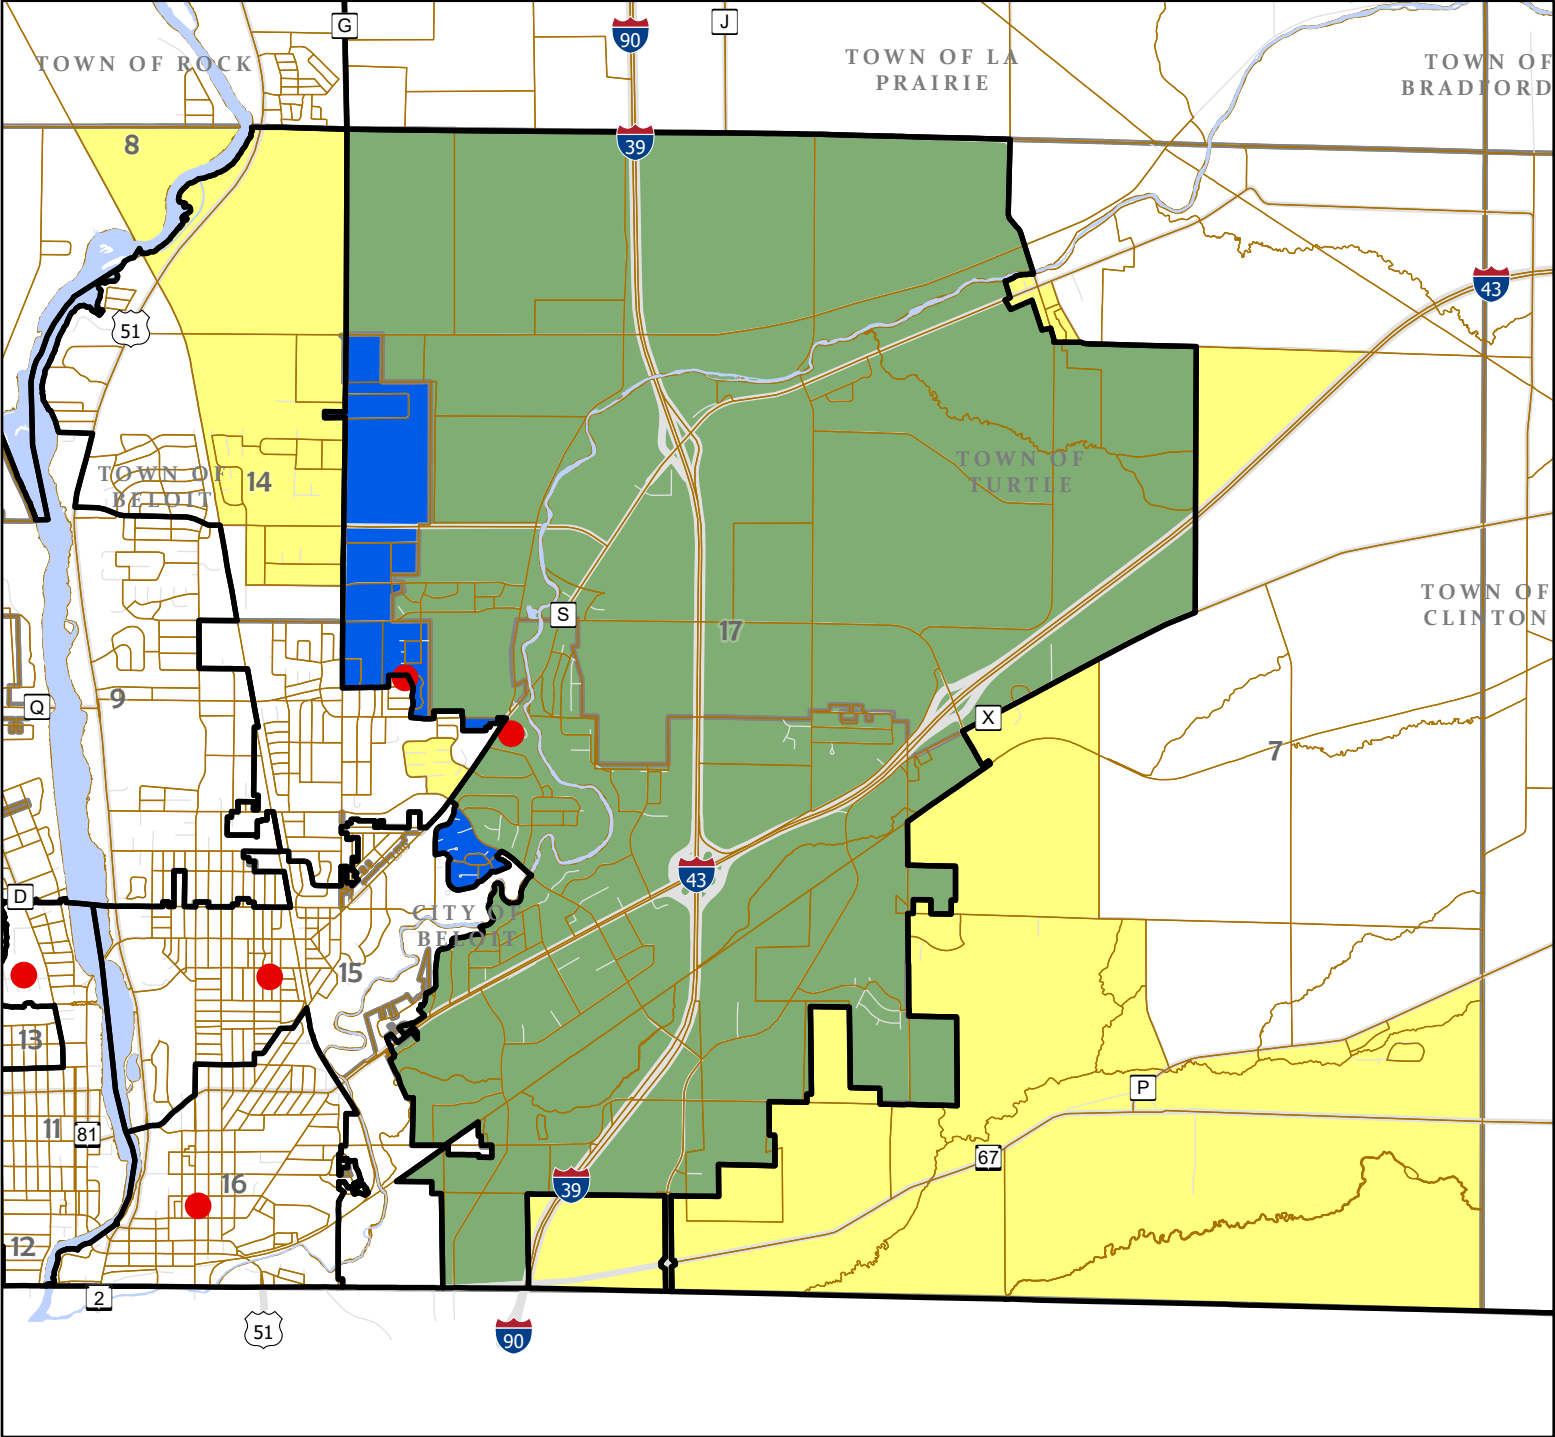 G
J
90
TOWN OF ROCK
TOWN OF LA
PRAIRIE
TOWN OF
BRADFORD
8
39
43
51
TOWN OF
BELOIT
14
TOWN OF
TURTLE
S
17
TOWN OF
CLINTON
9
Q
X
7
43
D
CITY OF
BELOIT
15
13
P
11
81
67
16
39
12
2
51
90